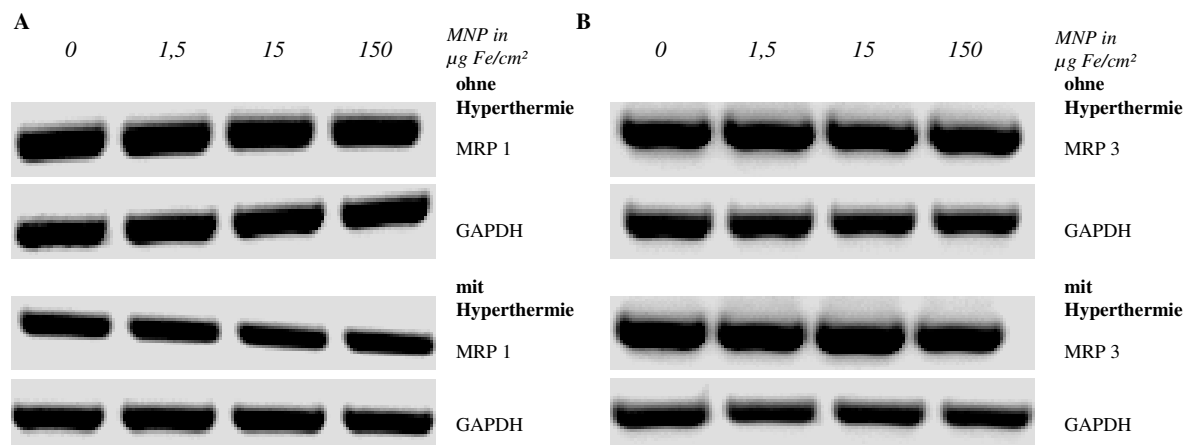 A
0 1,5 15 150 MNP in
µg Fe/cm²
ohne
Hyperthermie
MRP 1
GAPDH
mit
Hyperthermie
MRP 1
GAPDH
B
0 1,5 15 150 MNP in
µg Fe/cm²
ohne
Hyperthermie
MRP 3
GAPDH
mit
Hyperthermie
MRP 3
GAPDH